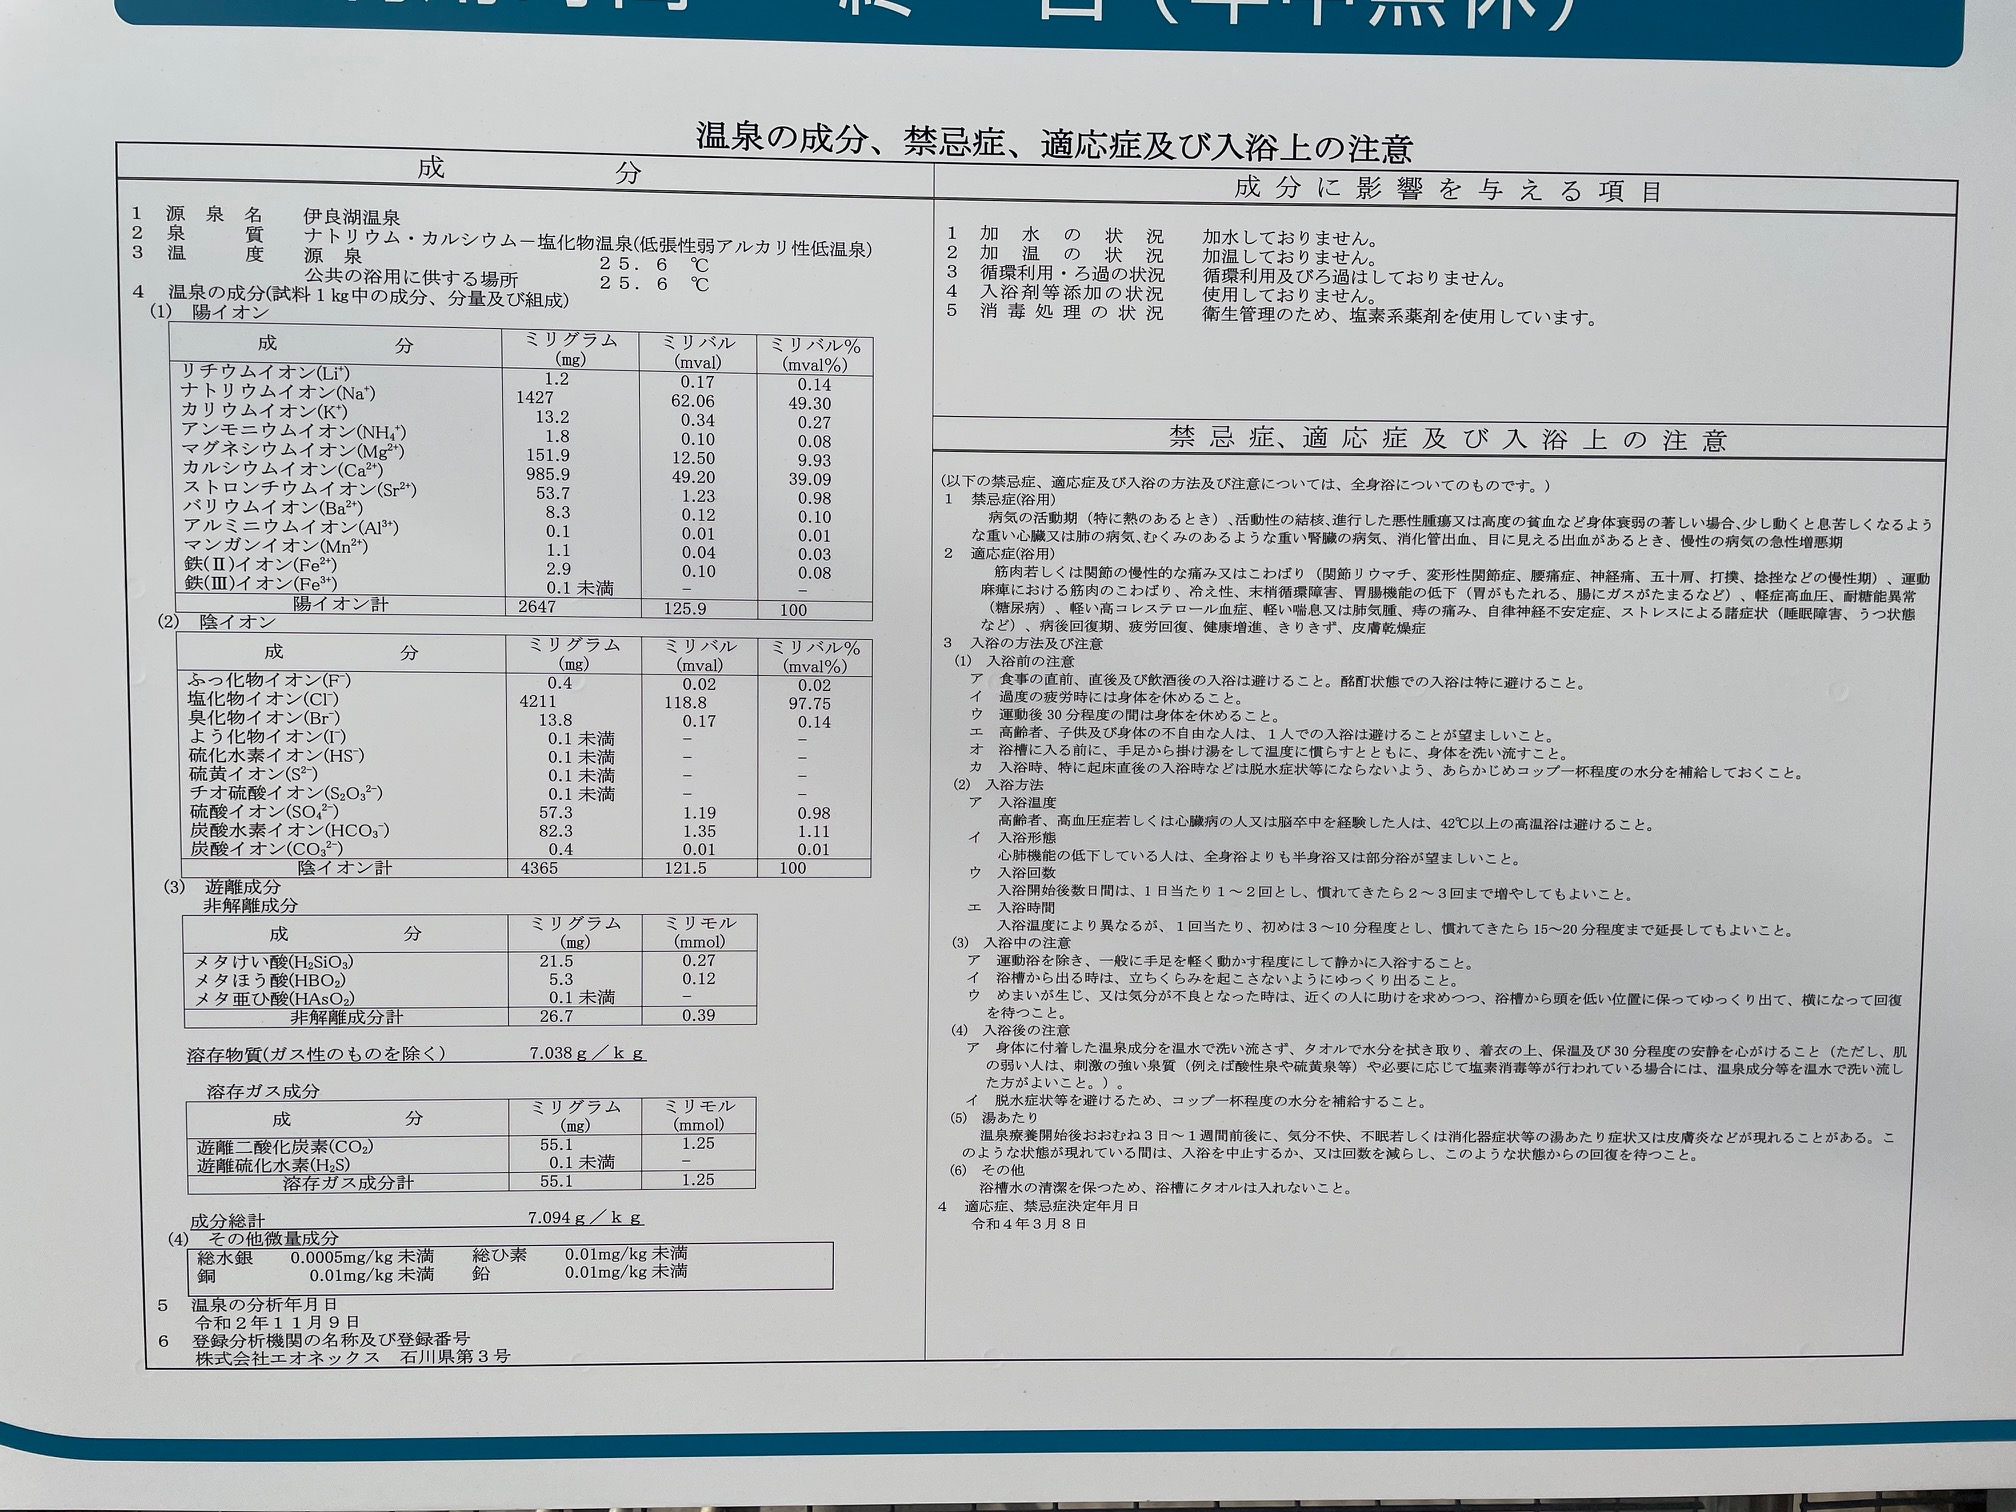 終 日 (年中無休)
温泉の成分、禁忌症、適応症及び入浴上の注意
成 分
1 源泉名 伊良湖温泉
2 泉質 ナトリウム・カルシウム－塩化物温泉(低張性弱アルカリ性低温泉)
3 温度 源泉 25.6 ℃
公共の浴用に供する場所 25.6 ℃
4 温泉の成分(試料1kg中の成分、分量及び組成)
(1) 陽イオン
成 分 ミリグラム(mg) ミリバル(mval) ミリバル%(mval%)
リチウムイオン(Li⁺) 1.2 0.17 0.14
ナトリウムイオン(Na⁺) 1427 62.06 49.30
カリウムイオン(K⁺) 13.2 0.34 0.27
アンモニウムイオン(NH₄⁺) 1.8 0.10 0.08
マグネシウムイオン(Mg²⁺) 151.9 12.50 9.93
カルシウムイオン(Ca²⁺) 985.9 49.20 39.09
ストロンチウムイオン(Sr²⁺) 53.7 1.23 0.98
バリウムイオン(Ba²⁺) 8.3 0.12 0.10
アルミニウムイオン(Al³⁺) 0.1 0.01 0.01
マンガンイオン(Mn²⁺) 1.1 0.04 0.03
鉄(Ⅱ)イオン(Fe²⁺) 2.9 0.10 0.08
鉄(Ⅲ)イオン(Fe³⁺) 0.1 未満 － －
陽イオン計 2647 125.9 100
(2) 陰イオン
成 分 ミリグラム(mg) ミリバル(mval) ミリバル%(mval%)
ふっ化物イオン(F⁻) 0.4 0.02 0.02
塩化物イオン(Cl⁻) 4211 118.8 97.75
臭化物イオン(Br⁻) 13.8 0.17 0.14
よう化物イオン(I⁻) 0.1 未満 － －
硫化水素イオン(HS⁻) 0.1 未満 － －
硫黄イオン(S²⁻) 0.1 未満 － －
チオ硫酸イオン(S₂O₃²⁻) 0.1 未満 － －
硫酸イオン(SO₄²⁻) 57.3 1.19 0.98
炭酸水素イオン(HCO₃⁻) 82.3 1.35 1.11
炭酸イオン(CO₃²⁻) 0.4 0.01 0.01
陰イオン計 4365 121.5 100
(3) 遊離成分
非解離成分
成 分 ミリグラム(mg) ミリモル(mmol)
メタけい酸(H₂SiO₃) 21.5 0.27
メタほう酸(HBO₂) 5.3 0.12
メタ亜ひ酸(HAsO₂) 0.1 未満 －
非解離成分計 26.7 0.39
溶存物質(ガス性のものを除く) 7.038ｇ／ｋｇ
溶存ガス成分
成 分 ミリグラム(mg) ミリモル(mmol)
遊離二酸化炭素(CO₂) 55.1 1.25
遊離硫化水素(H₂S) 0.1 未満 －
溶存ガス成分計 55.1 1.25
成分総計 7.094ｇ／ｋｇ
(4) その他微量成分
総水銀 0.0005mg/kg 未満 総ひ素 0.01mg/kg 未満
銅 0.01mg/kg 未満 鉛 0.01mg/kg 未満
5 温泉の分析年月日
令和2年11月9日
6 登録分析機関の名称及び登録番号
株式会社エオネックス 石川県第3号
成分に影響を与える項目
1 加水の状況 加水しておりません。
2 加温の状況 加温しておりません。
3 循環利用・ろ過の状況 循環利用及びろ過はしておりません。
4 入浴剤等添加の状況 使用しておりません。
5 消毒処理の状況 衛生管理のため、塩素系薬剤を使用しています。
禁忌症、適応症及び入浴上の注意
(以下の禁忌症、適応症及び入浴の方法及び注意については、全身浴についてのものです。)
1 禁忌症(浴用)
病気の活動期（特に熱のあるとき）、活動性の結核、進行した悪性腫瘍又は高度の貧血など身体衰弱の著しい場合、少し動くと息苦しくなるよう
な重い心臓又は肺の病気、むくみのあるような重い腎臓の病気、消化管出血、目に見える出血があるとき、慢性の病気の急性増悪期
2 適応症(浴用)
筋肉若しくは関節の慢性的な痛み又はこわばり（関節リウマチ、変形性関節症、腰痛症、神経痛、五十肩、打撲、捻挫などの慢性期）、運動
麻痺における筋肉のこわばり、冷え性、末梢循環障害、胃腸機能の低下（胃がもたれる、腸にガスがたまるなど）、軽症高血圧、耐糖能異常
（糖尿病）、軽い高コレステロール血症、軽い喘息又は肺気腫、痔の痛み、自律神経不安定症、ストレスによる諸症状（睡眠障害、うつ状態
など）、病後回復期、疲労回復、健康増進、きりきず、皮膚乾燥症
3 入浴の方法及び注意
(1) 入浴前の注意
ア 食事の直前、直後及び飲酒後の入浴は避けること。酩酊状態での入浴は特に避けること。
イ 過度の疲労時には身体を休めること。
ウ 運動後30分程度の間は身体を休めること。
エ 高齢者、子供及び身体の不自由な人は、1人での入浴は避けることが望ましいこと。
オ 浴槽に入る前に、手足から掛け湯をして温度に慣らすとともに、身体を洗い流すこと。
カ 入浴時、特に起床直後の入浴時などは脱水症状等にならないよう、あらかじめコップ一杯程度の水分を補給しておくこと。
(2) 入浴方法
ア 入浴温度
高齢者、高血圧症若しくは心臓病の人又は脳卒中を経験した人は、42℃以上の高温浴は避けること。
イ 入浴形態
心肺機能の低下している人は、全身浴よりも半身浴又は部分浴が望ましいこと。
ウ 入浴回数
入浴開始後数日間は、1日当たり1～2回とし、慣れてきたら2～3回まで増やしてもよいこと。
エ 入浴時間
入浴温度により異なるが、1回当たり、初めは3～10分程度とし、慣れてきたら15～20分程度まで延長してもよいこと。
(3) 入浴中の注意
ア 運動浴を除き、一般に手足を軽く動かす程度にして静かに入浴すること。
イ 浴槽から出る時は、立ちくらみを起こさないようにゆっくり出ること。
ウ めまいが生じ、又は気分が不良となった時は、近くの人に助けを求めつつ、浴槽から頭を低い位置に保ってゆっくり出て、横になって回復
を待つこと。
(4) 入浴後の注意
ア 身体に付着した温泉成分を温水で洗い流さず、タオルで水分を拭き取り、着衣の上、保温及び30分程度の安静を心がけること（ただし、肌
の弱い人は、刺激の強い泉質（例えば酸性泉や硫黄泉等）や必要に応じて塩素消毒等が行われている場合には、温泉成分等を温水で洗い流し
た方がよいこと。）。
イ 脱水症状等を避けるため、コップ一杯程度の水分を補給すること。
(5) 湯あたり
温泉療養開始後おおむね3日～1週間前後に、気分不快、不眠若しくは消化器症状等の湯あたり症状又は皮膚炎などが現れることがある。こ
のような状態が現れている間は、入浴を中止するか、又は回数を減らし、このような状態からの回復を待つこと。
(6) その他
浴槽水の清潔を保つため、浴槽にタオルは入れないこと。
4 適応症、禁忌症決定年月日
令和4年3月8日